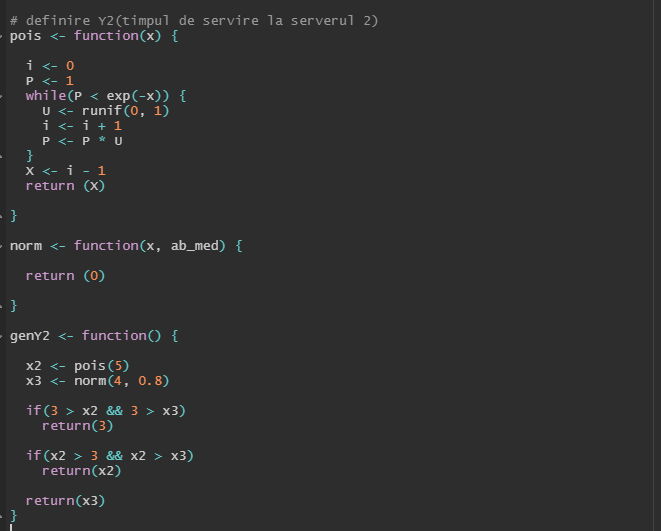 # definire Y2(timpul de servire la serverul 2)
pois <- function(x) {
i <- 0
P <- 1
while(P < exp(-x)) {
U <- runif(0, 1)
i <- i + 1
P <- P * U
}
X <- i - 1
return (X)
}
norm <- function(x, ab_med) {
return (0)
}
genY2 <- function() {
x2 <- pois(5)
x3 <- norm(4, 0.8)
if(3 > x2 && 3 > x3)
return(3)
if(x2 > 3 && x2 > x3)
return(x2)
return(x3)
}